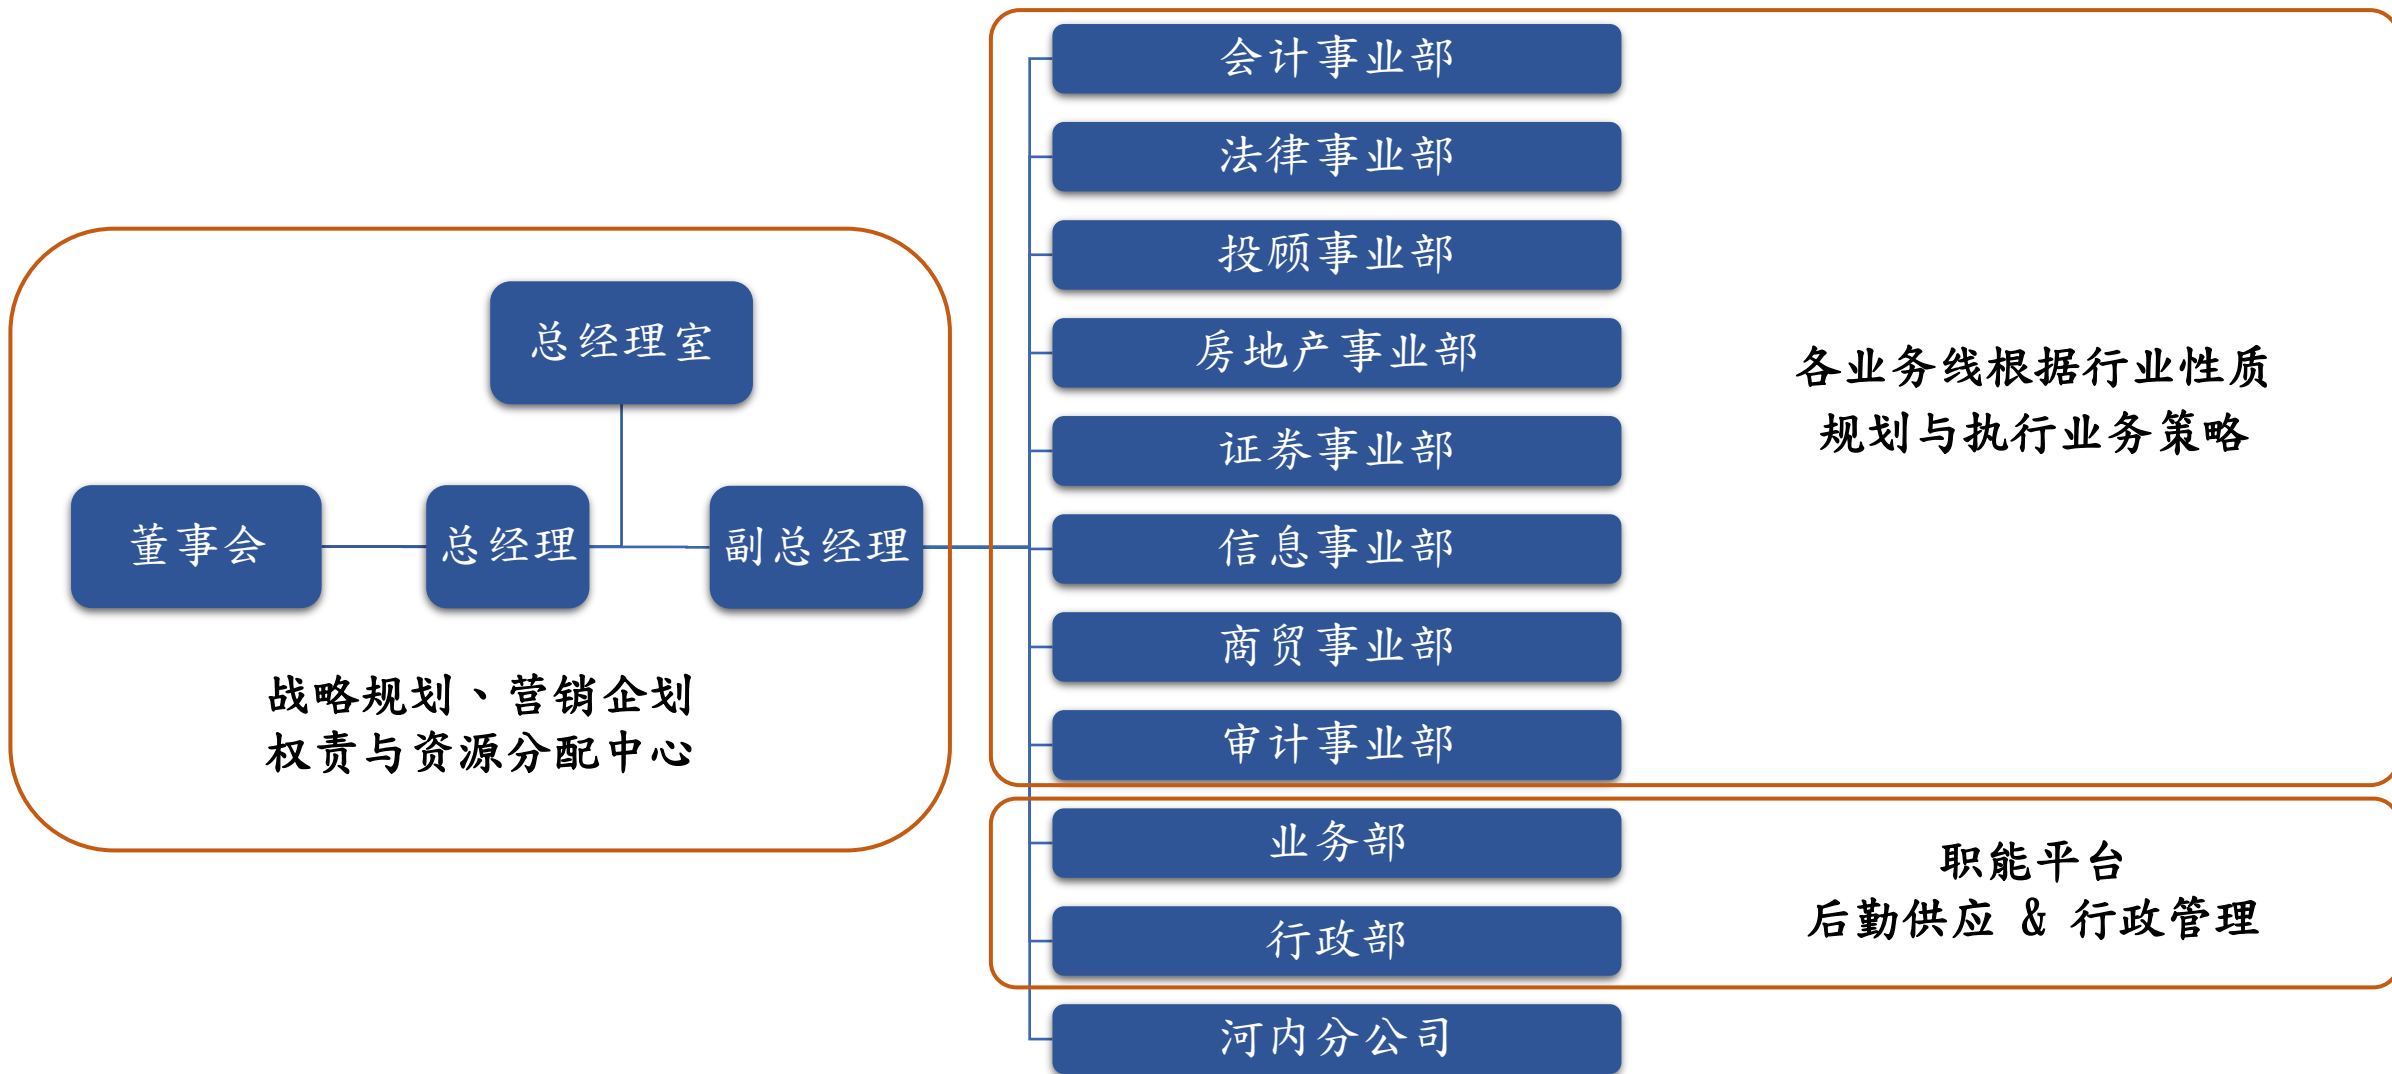 总经理室
董事会
总经理
副总经理
战略规划、营销企划
权责与资源分配中心
会计事业部
法律事业部
投顾事业部
房地产事业部
证券事业部
信息事业部
商贸事业部
审计事业部
各业务线根据行业性质
规划与执行业务策略
业务部
行政部
职能平台
后勤供应 & 行政管理
河内分公司